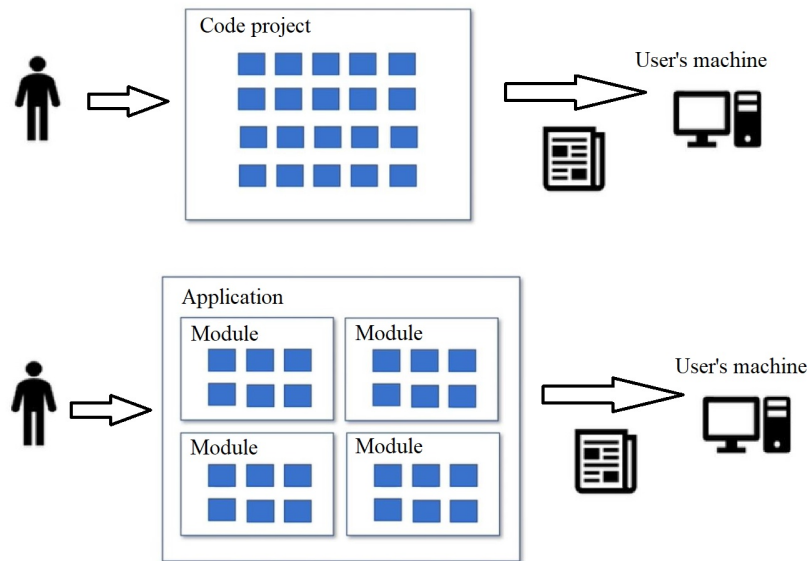 Code project
User's machine
Application
Module
Module
User's machine
Module
Module